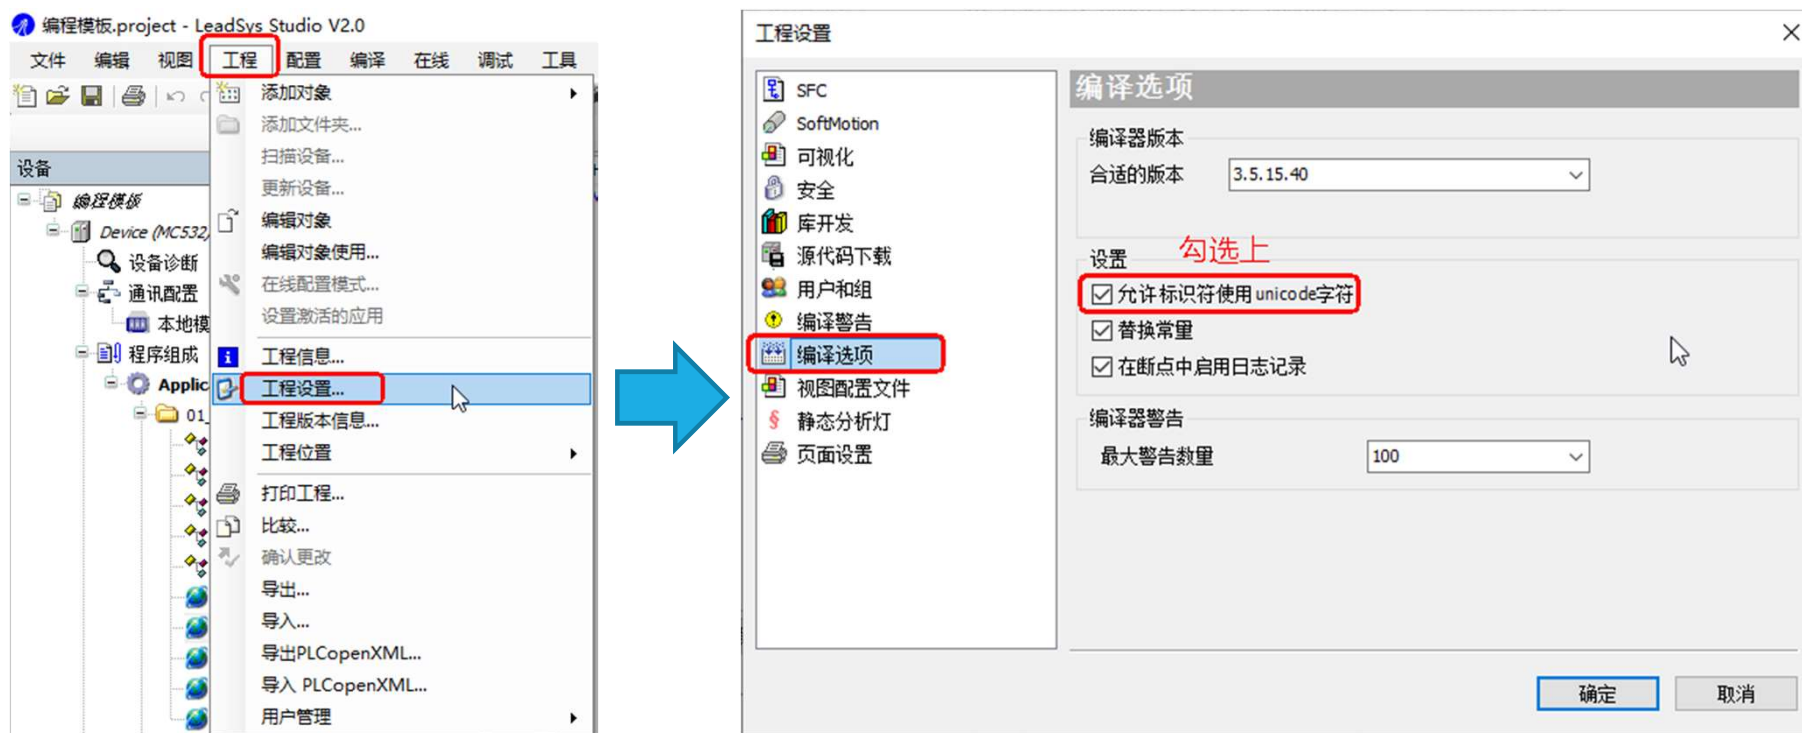 编程模板.project - LeadSys Studio V2.0
文件 编辑 视图 工程 配置 编译 在线 调试 工具
设备
编程模板
Device (MC532
设备诊断
通讯配置
本地模
程序组成
Applic
01_
添加对象
添加文件夹...
扫描设备...
更新设备...
编辑对象
编辑对象使用...
在线配置模式...
设置激活的应用
工程信息...
工程设置...
工程版本信息...
工程位置
打印工程...
比较...
确认更改
导出...
导入...
导出PLCopenXML...
导入 PLCopenXML...
用户管理
工程设置
SFC
SoftMotion
可视化
安全
库开发
源代码下载
用户和组
编译警告
编译选项
视图配置文件
静态分析灯
页面设置
编译选项
编译器版本
合适的版本 3.5.15.40
设置
勾选上
允许标识符使用unicode字符
替换常量
在断点中启用日志记录
编译器警告
最大警告数量 100
确定 取消